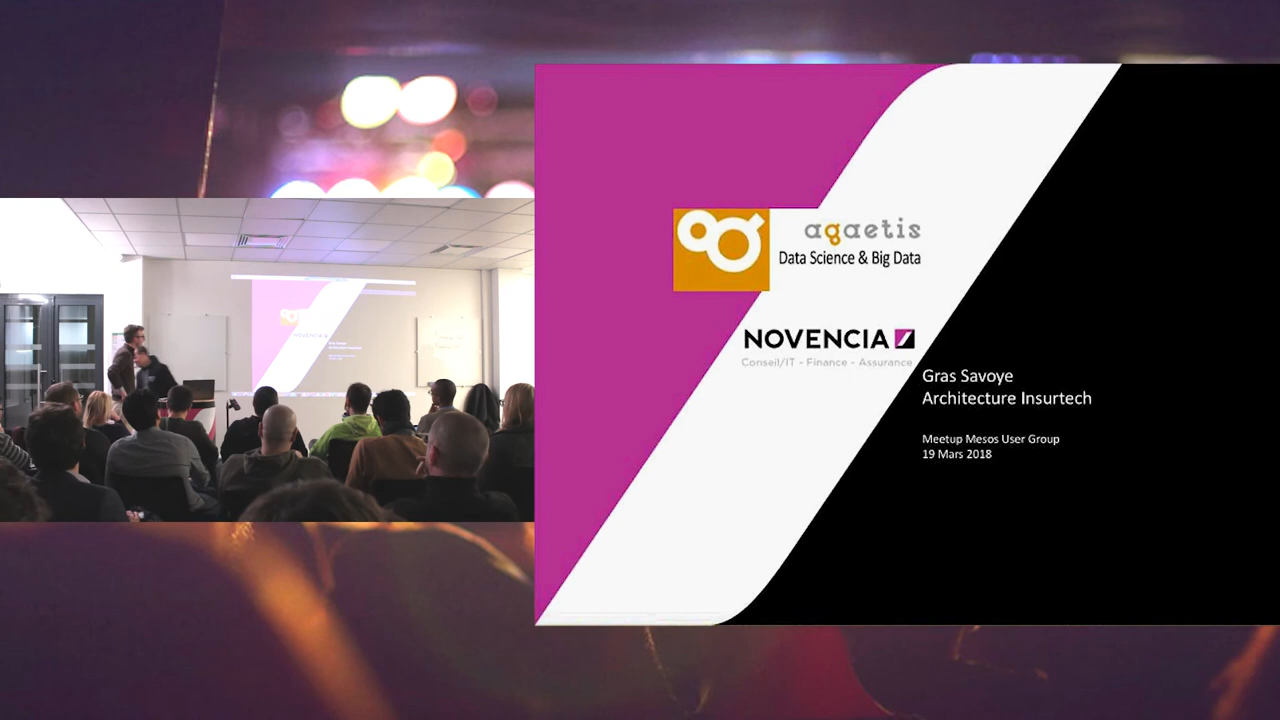 agaetis
Data Science & Big Data
NOVENCIA
Conseil/IT - Finance - Assurance
Gras Savoye
Architecture Insurtech
Meetup Mesos User Group
19 Mars 2018